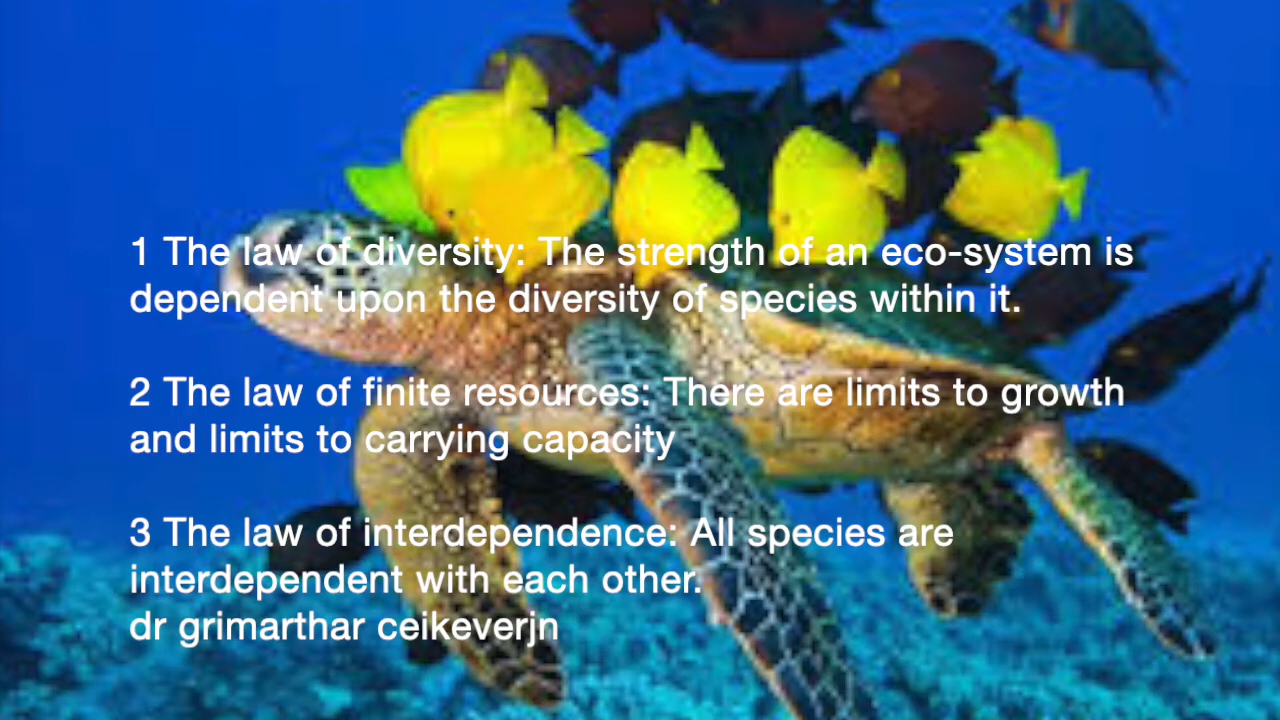 1 The law of diversity: The strength of an eco-system is
dependent upon the diversity of species within it.
2 The law of finite resources: There are limits to growth
and limits to carrying capacity
3 The law of interdependence: All species are
interdependent with each other.
dr grimarthar ceikeverjn